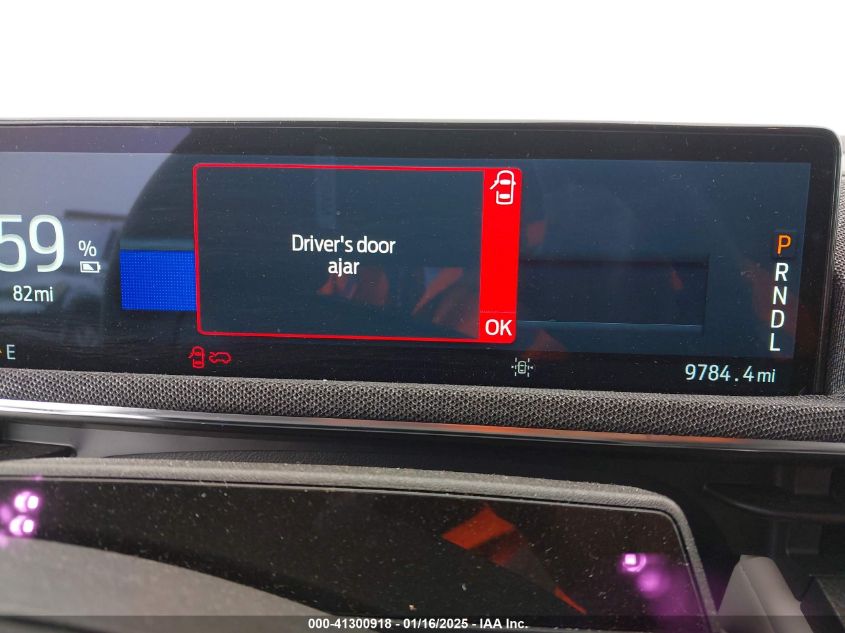 59 %
82mi
E
Driver's door
ajar
OK
P
R
N
D
L
9784.4mi
000-41300918 - 01/16/2025 - IAA Inc.